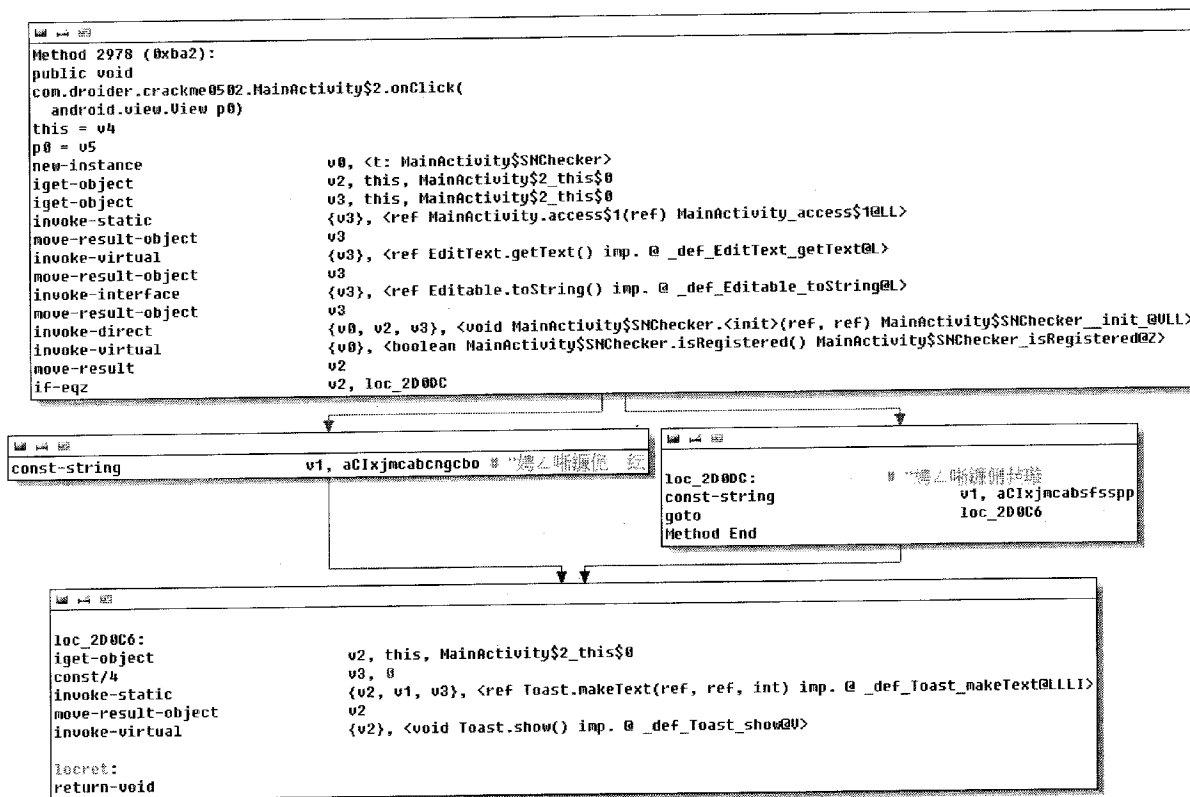 Method 2978 (0xba2):
public void
com.droider.crackme0502.MainActivity$2.onClick(
android.view.View p0)
this = v4
p0 = v5
new-instance v0, <t: MainActivity$SNChecker>
iget-object v2, this, MainActivity$2_this$0
iget-object v3, this, MainActivity$2_this$0
invoke-static {v3}, <ref MainActivity.access$1(ref) MainActivity_access$1@LL>
move-result-object v3
invoke-virtual {v3}, <ref EditText.getText() imp. @ _def_EditText_getText@L>
move-result-object v3
invoke-interface {v3}, <ref Editable.toString() imp. @ _def_Editable_toString@L>
move-result-object v3
invoke-direct {v0, v2, v3}, <void MainActivity$SNChecker.<init>(ref, ref) MainActivity$SNChecker__init_@VLL>
invoke-virtual {v0}, <boolean MainActivity$SNChecker.isRegistered() MainActivity$SNChecker_isRegistered@Z>
move-result v2
if-eqz v2, loc_2D0DC
const-string v1, aCIxjmcabcngcbo # "
loc_2D0DC: # "
const-string v1, aCIxjmcabsfsspp
goto loc_2D0C6
Method End
loc_2D0C6:
iget-object v2, this, MainActivity$2_this$0
const/4 v3, 0
invoke-static {v2, v1, v3}, <ref Toast.makeText(ref, ref, int) imp. @ _def_Toast_makeText@LLLI>
move-result-object v2
invoke-virtual {v2}, <void Toast.show() imp. @ _def_Toast_show@V>
locret:
return-void